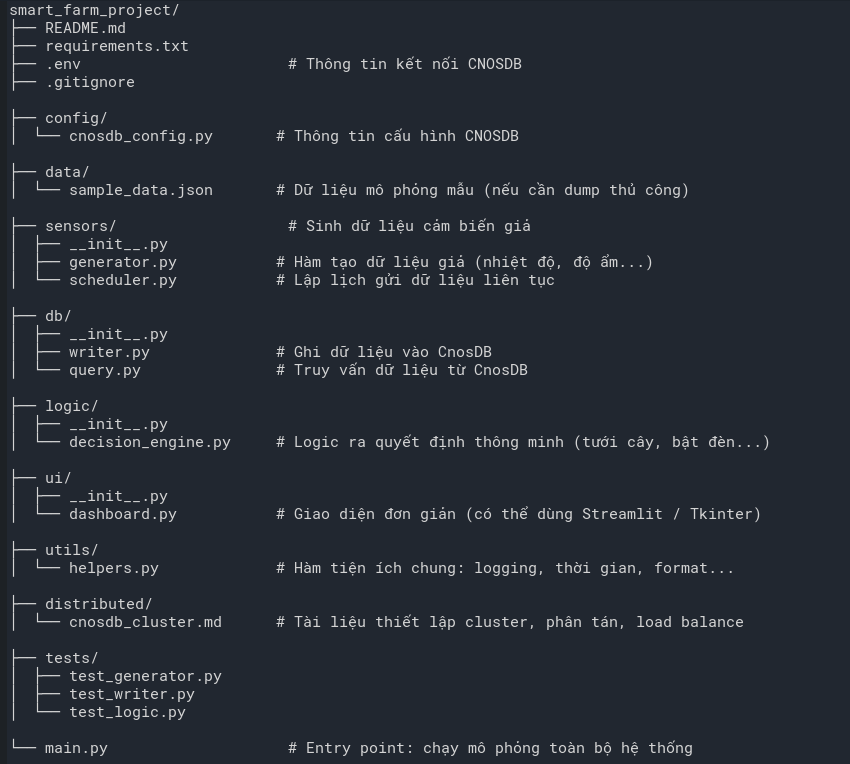 smart_farm_project/
├── README.md
├── requirements.txt
├── .env                       # Thông tin kết nối CNOSDB
├── .gitignore

├── config/
│  └── cnosdb_config.py       # Thông tin cấu hình CNOSDB

├── data/
│  └── sample_data.json       # Dữ liệu mô phỏng mẫu (nếu cần dump thủ công)

├── sensors/                   # Sinh dữ liệu cảm biến giả
│  ├── __init__.py
│  ├── generator.py           # Hàm tạo dữ liệu giả (nhiệt độ, độ ẩm...)
│  └── scheduler.py           # Lập lịch gửi dữ liệu liên tục

├── db/
│  ├── __init__.py
│  ├── writer.py              # Ghi dữ liệu vào CnosDB
│  └── query.py               # Truy vấn dữ liệu từ CnosDB

├── logic/
│  ├── __init__.py
│  └── decision_engine.py     # Logic ra quyết định thông minh (tưới cây, bật đèn...)

├── ui/
│  ├── __init__.py
│  └── dashboard.py           # Giao diện đơn giản (có thể dùng Streamlit / Tkinter)

├── utils/
│  └── helpers.py             # Hàm tiện ích chung: logging, thời gian, format...

├── distributed/
│  └── cnosdb_cluster.md      # Tài liệu thiết lập cluster, phân tán, load balance

├── tests/
│  ├── test_generator.py
│  ├── test_writer.py
│  └── test_logic.py

└── main.py                    # Entry point: chạy mô phỏng toàn bộ hệ thống